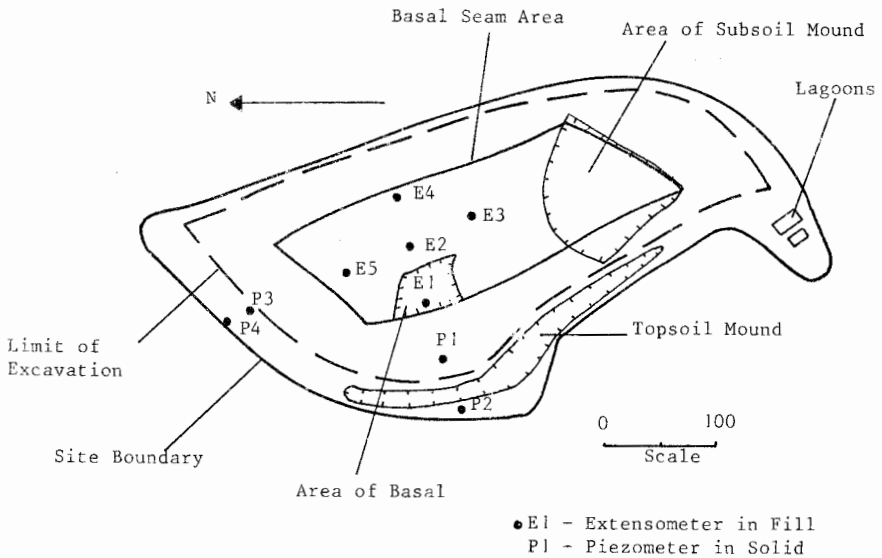 Basal Seam Area
Area of Subsoil Mound
Lagoons
N
E4
E3
E2
E5
E1
P3
P4
P1
Limit of
Excavation
Topsoil Mound
P2
0 100
Scale
Site Boundary
Area of Basal
E1 - Extensometer in Fill
P1 - Piezometer in Solid